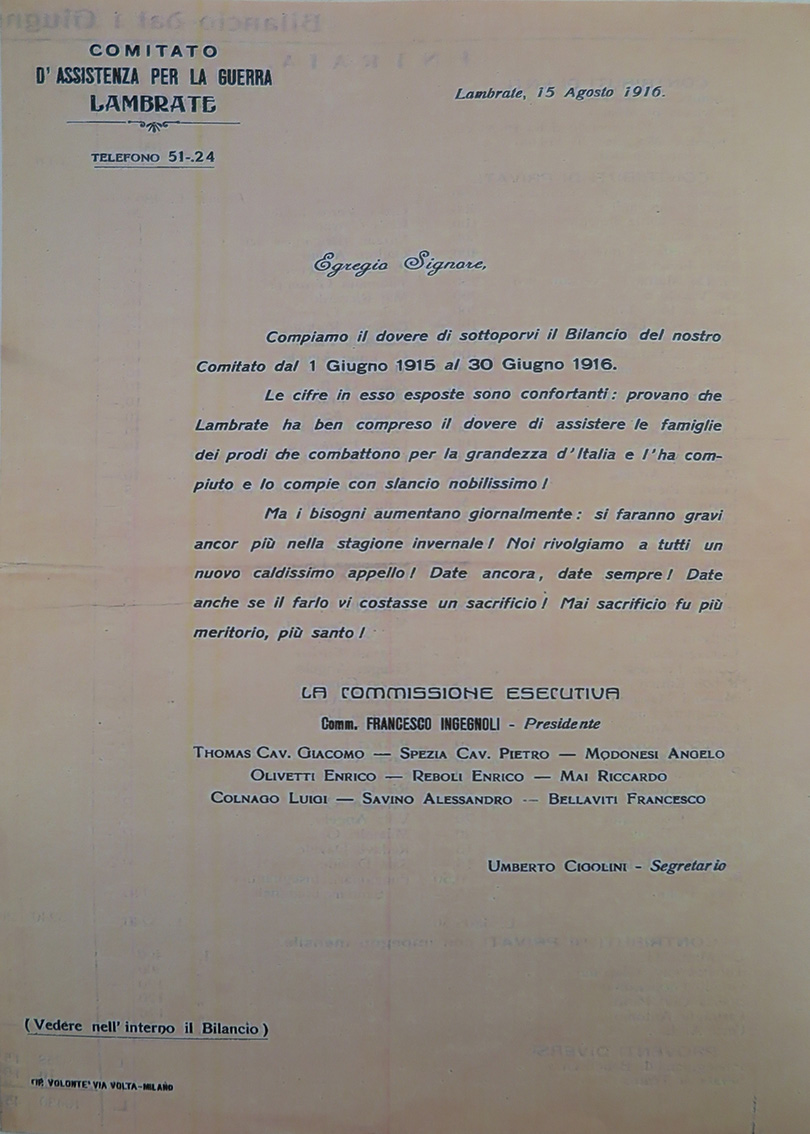 COMITATO
D'ASSISTENZA PER LA GUERRA
LAMBRATE
TELEFONO 51-.24
Lambrate, 15 Agosto 1916.
Egregio Signore,
Compiamo il dovere di sottoporvi il Bilancio del nostro
Comitato dal 1 Giugno 1915 al 30 Giugno 1916.
Le cifre in esso esposte sono confortanti: provano che
Lambrate ha ben compreso il dovere di assistere le famiglie
dei prodi che combattono per la grandezza d'Italia e l'ha com-
piuto e lo compie con slancio nobilissimo!
Ma i bisogni aumentano giornalmente: si faranno gravi
ancor più nella stagione invernale! Noi rivolgiamo a tutti un
nuovo caldissimo appello! Date ancora, date sempre! Date
anche se il farlo vi costasse un sacrificio! Mai sacrificio fu più
meritorio, più santo!
LA COMMISSIONE ESECUTIVA
Comm. FRANCESCO INGEGNOLI - Presidente
THOMAS CAV. GIACOMO — SPEZIA CAV. PIETRO — MODONESI ANGELO
OLIVETTI ENRICO — REBOLI ENRICO — MAI RICCARDO
COLNAGO LUIGI — SAVINO ALESSANDRO — BELLAVITI FRANCESCO
UMBERTO CIGOLINI - Segretario
(Vedere nell'interno il Bilancio)
TIP. VOLONTE' VIA VOLTA-MILANO